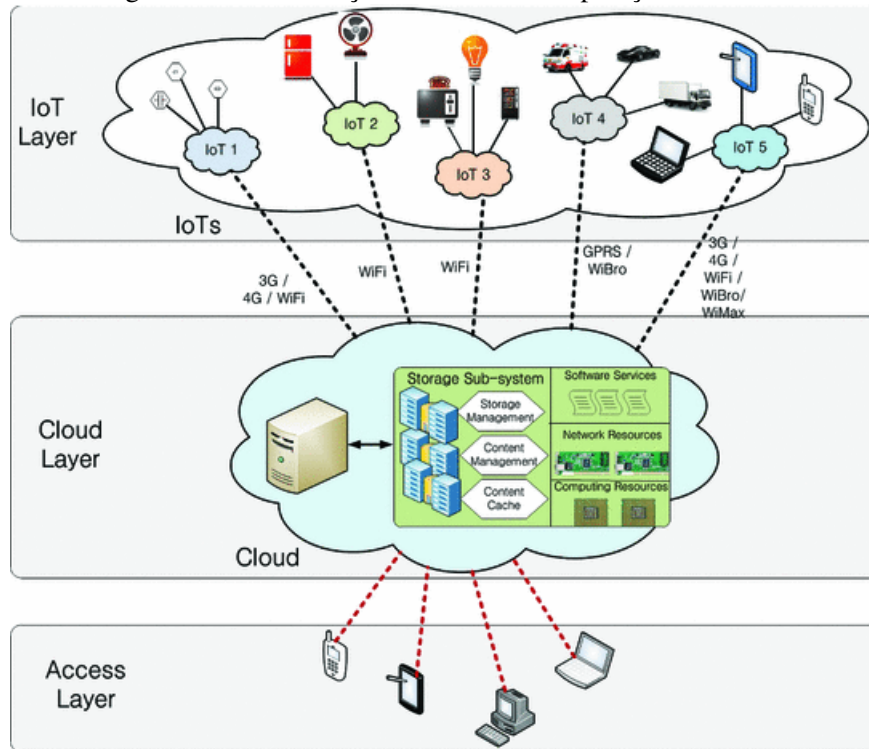 IoT
Layer
IoT 1
IoT 2
IoT 3
IoT 4
IoT 5
IoTs
3G /
4G / WiFi
WiFi
WiFi
GPRS /
WiBro
3G /
4G /
WiFi /
WiBro/
WiMax
Cloud
Layer
Storage Sub-system
Storage
Management
Content
Management
Content
Cache
Software Services
Network Resources
Computing Resources
Cloud
Access
Layer